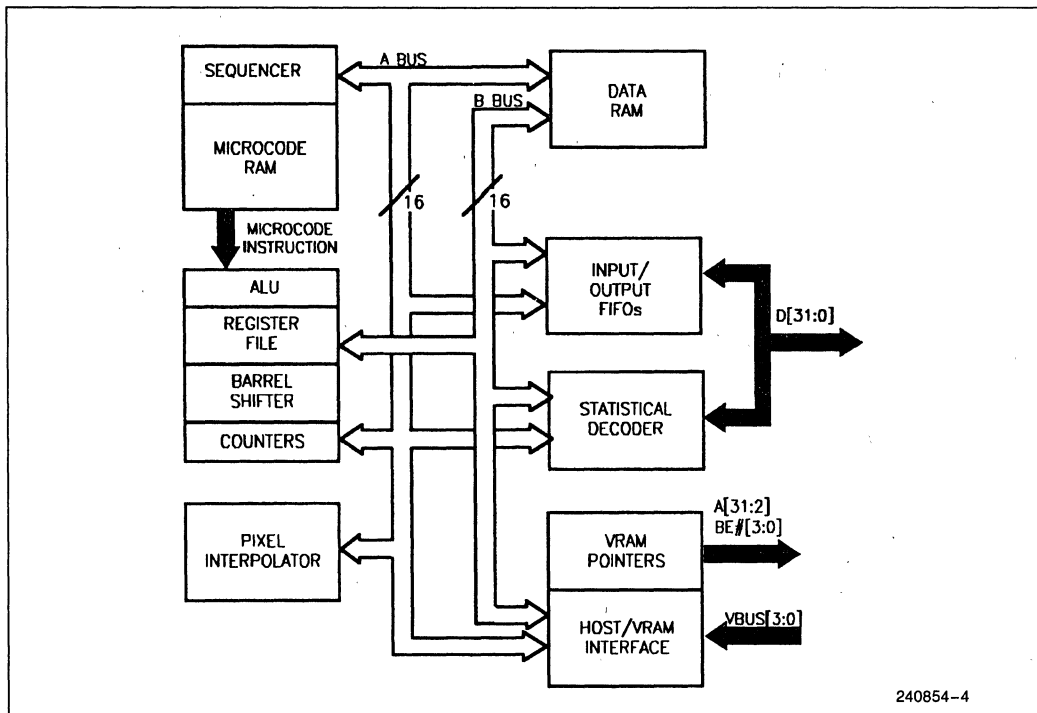 SEQUENCER
MICROCODE
RAM
MICROCODE
INSTRUCTION
ALU
REGISTER
FILE
BARREL
SHIFTER
COUNTERS
PIXEL
INTERPOLATOR
A BUS
B BUS
16
16
DATA
RAM
INPUT/
OUTPUT
FIFOs
D[31:0]
STATISTICAL
DECODER
VRAM
POINTERS
A[31:2]
BE#[3:0]
HOST/VRAM
INTERFACE
VBUS[3:0]
240854-4